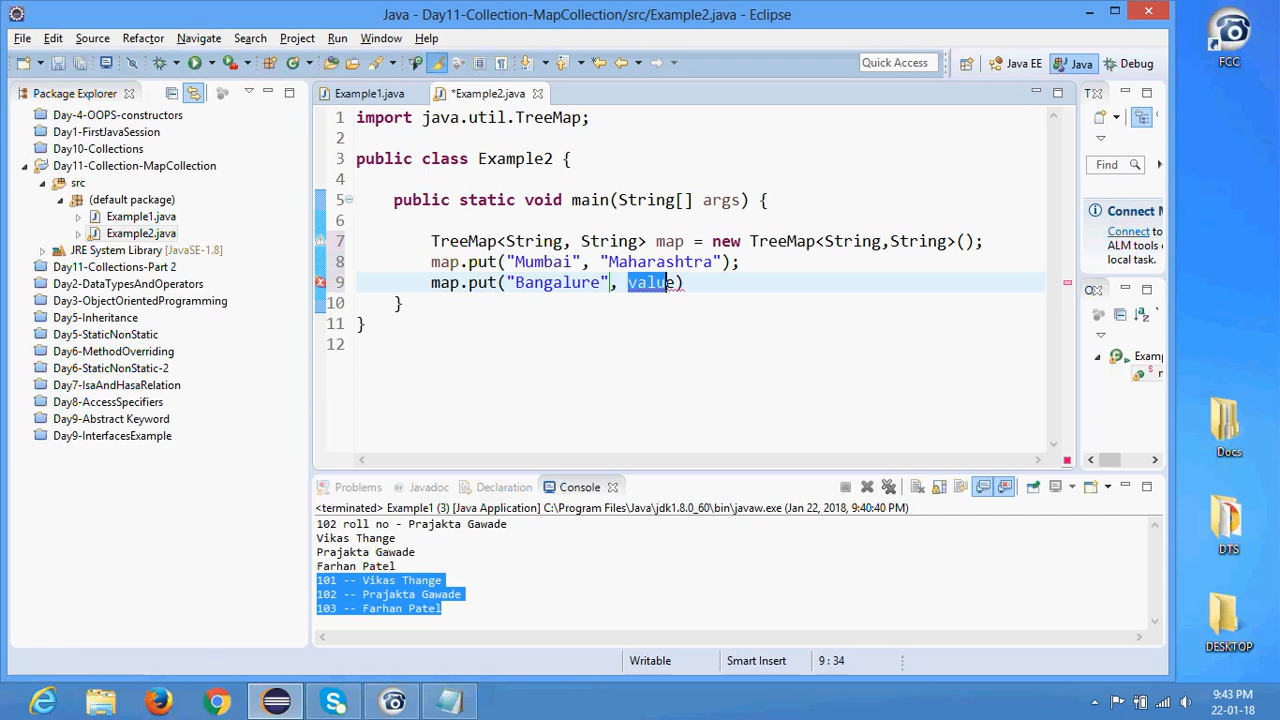 Java - Day11-Collection-MapCollection/src/Example2.java - Eclipse
File Edit Source Refactor Navigate Search Project Run Window Help
Quick Access Java EE Java Debug
Package Explorer
Day-4-OOPS-constructors
Day1-FirstJavaSession
Day10-Collections
Day11-Collection-MapCollection
src
(default package)
Example1.java
Example2.java
JRE System Library [JavaSE-1.8]
Day11-Collections-Part 2
Day2-DataTypesAndOperators
Day3-ObjectOrientedProgramming
Day5-Inheritance
Day5-StaticNonStatic
Day6-MethodOverriding
Day6-StaticNonStatic-2
Day7-IsaAndHasaRelation
Day8-AccessSpecifiers
Day9-Abstract Keyword
Day9-InterfacesExample
Example1.java *Example2.java
1 import java.util.TreeMap;
2
3 public class Example2 {
4
5 public static void main(String[] args) {
6
7 TreeMap<String, String> map = new TreeMap<String,String>();
8 map.put("Mumbai", "Maharashtra");
9 map.put("Bangalure", value)
10 }
11 }
12
Find
Connect M
Connect to
ALM tools
local task.
Examp
Problems Javadoc Declaration Console
<terminated> Example1 (3) [Java Application] C:\Program Files\Java\jdk1.8.0_60\bin\javaw.exe (Jan 22, 2018, 9:40:40 PM)
102 roll no - Prajakta Gawade
Vikas Thange
Prajakta Gawade
Farhan Patel
101 -- Vikas Thange
102 -- Prajakta Gawade
103 -- Farhan Patel
Writable Smart Insert 9 : 34
FCC
Docs
DTS
DESKTOP
9:43 PM
22-01-18